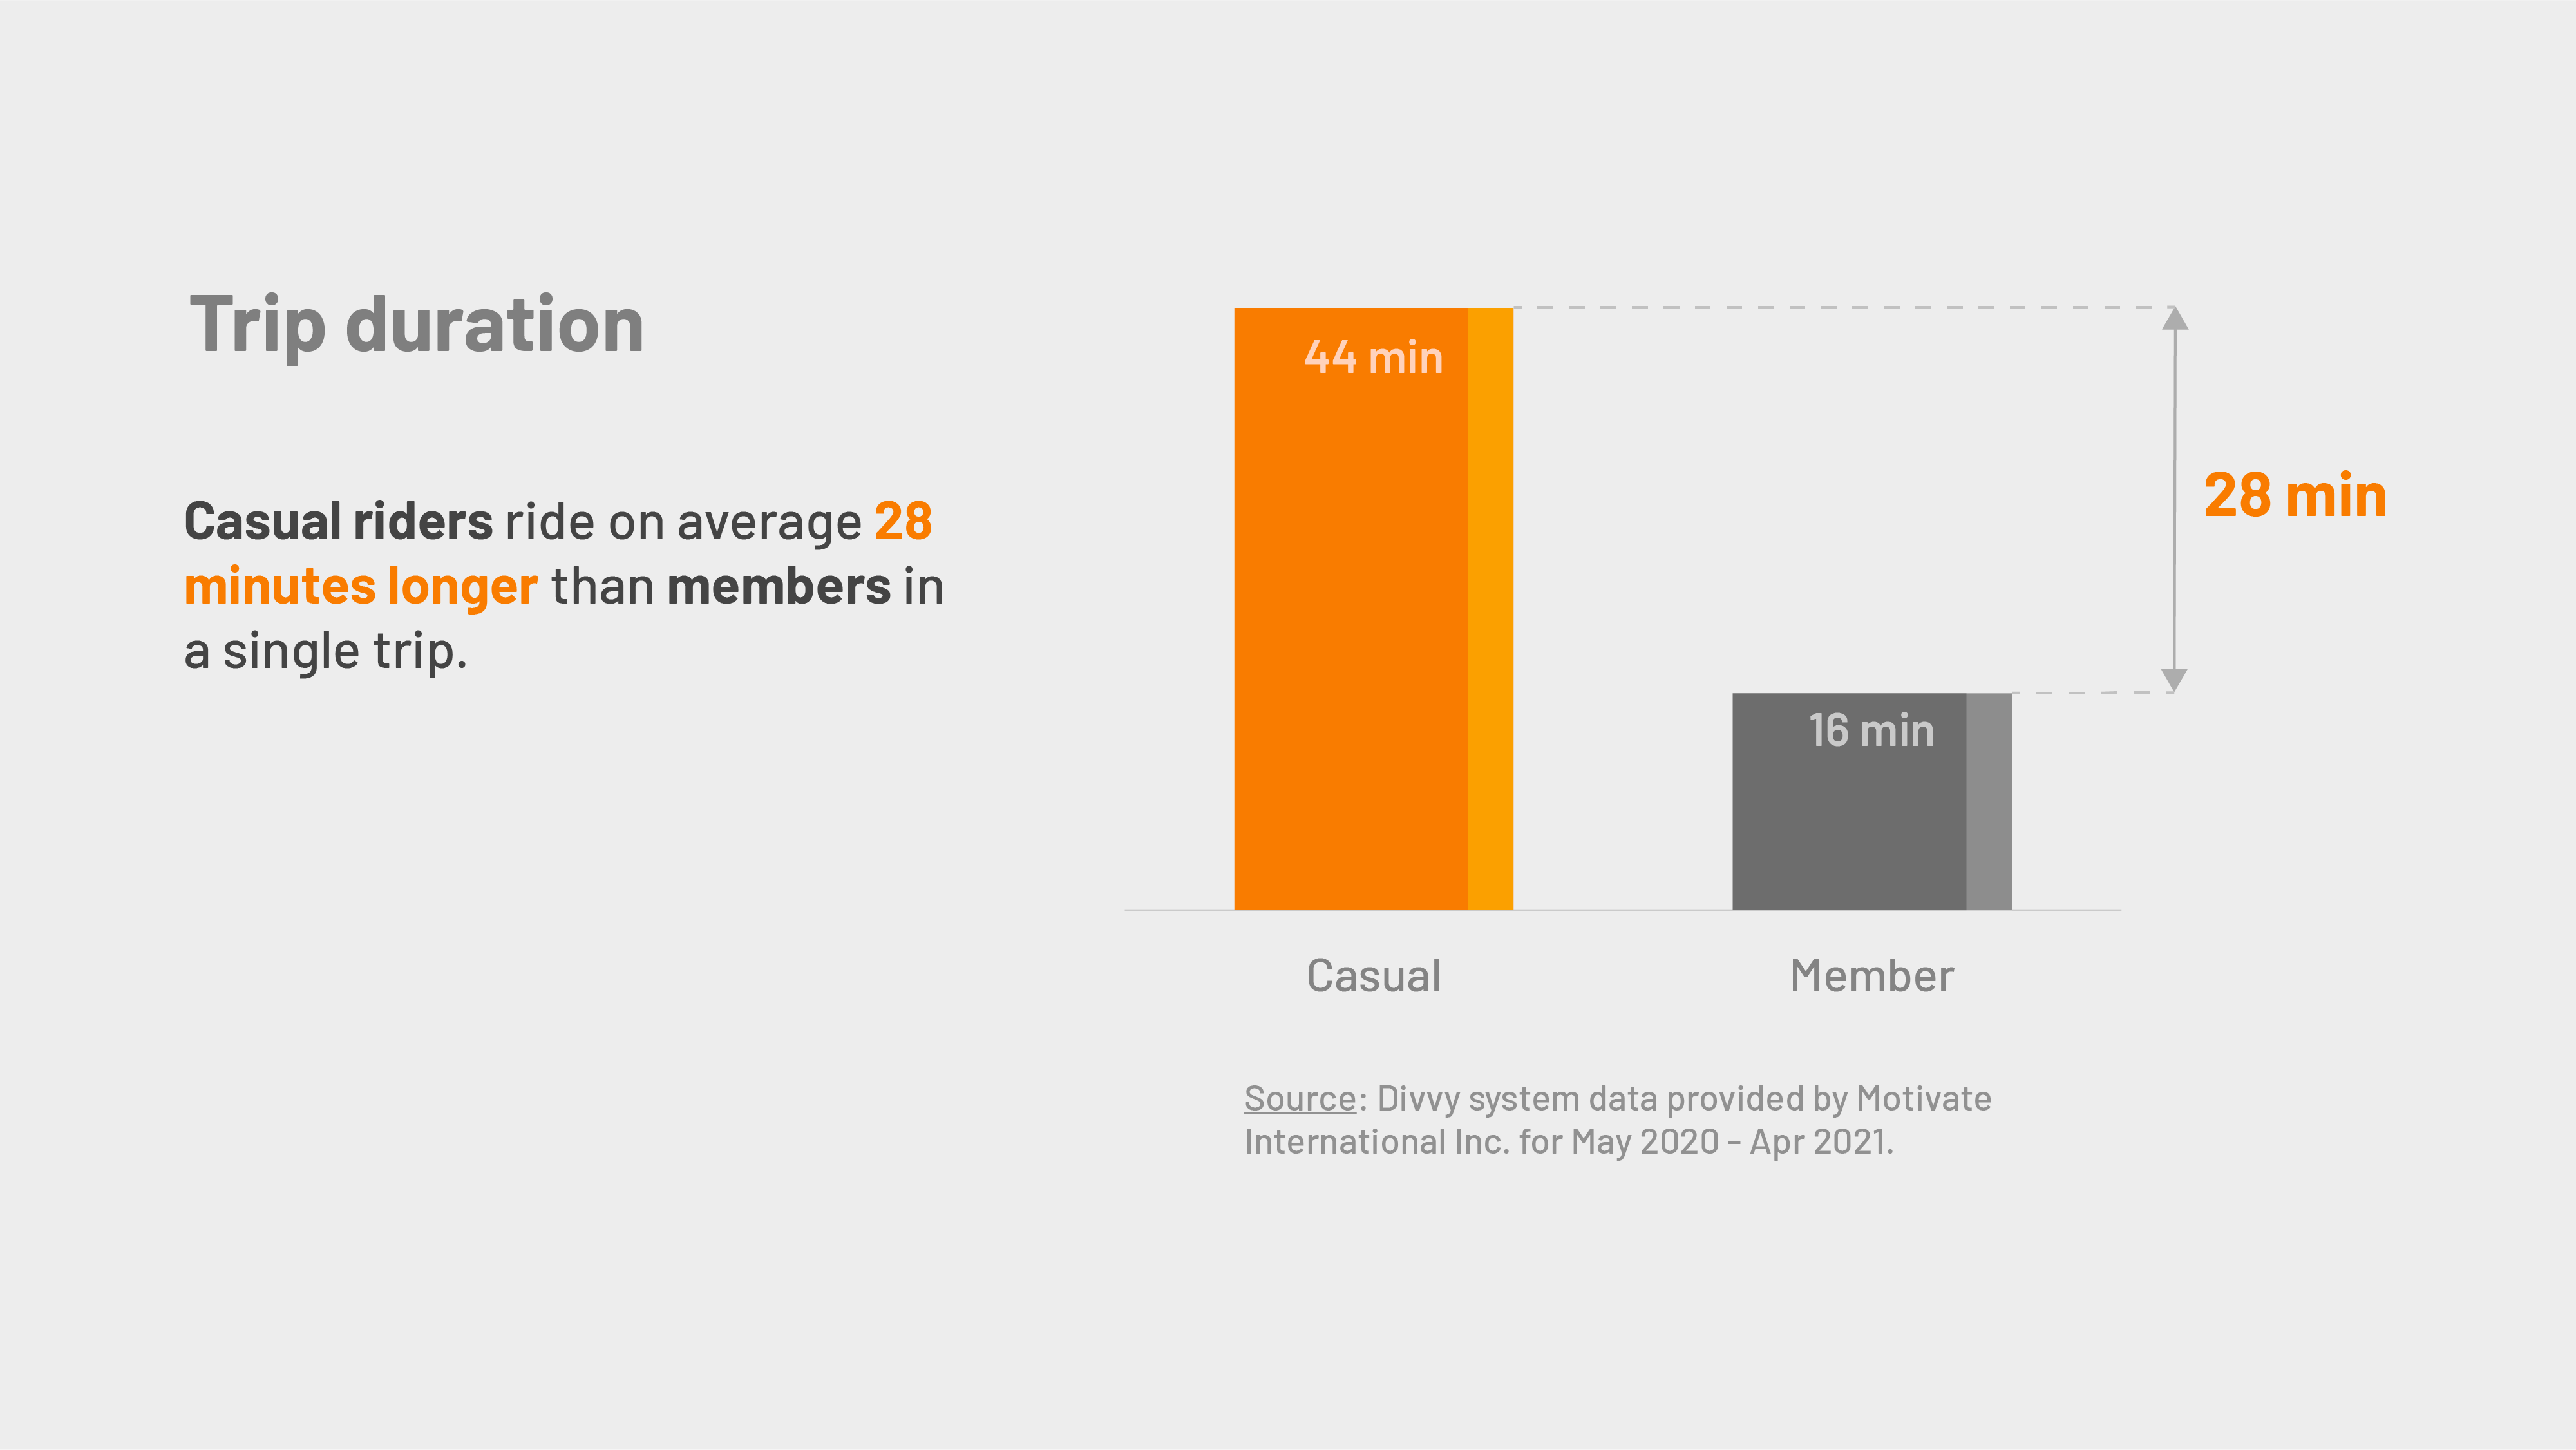 Trip duration
Casual riders ride on average 28
minutes longer than members in
a single trip.
44 min
28 min
16 min
Casual
Member
Source: Divvy system data provided by Motivate
International Inc. for May 2020 - Apr 2021.